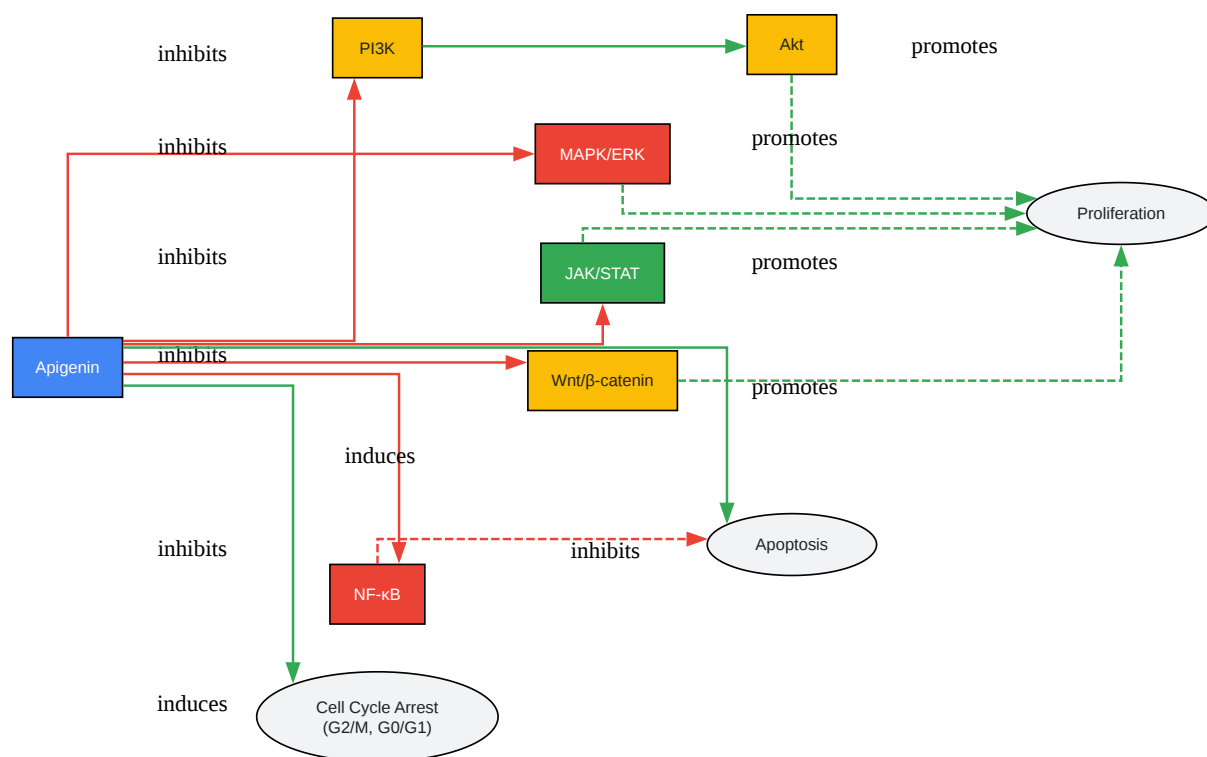 Akt
promotes
PI3K
inhibits
promotes
inhibits
MAPK/ERK
Proliferation
inhibits
promotes
JAK/STAT
inhibits
Apigenin
Wnt/β-catenin
promotes
induces
Apoptosis
inhibits
inhibits
NF-κB
induces
Cell Cycle Arrest
(G2/M, G0/G1)